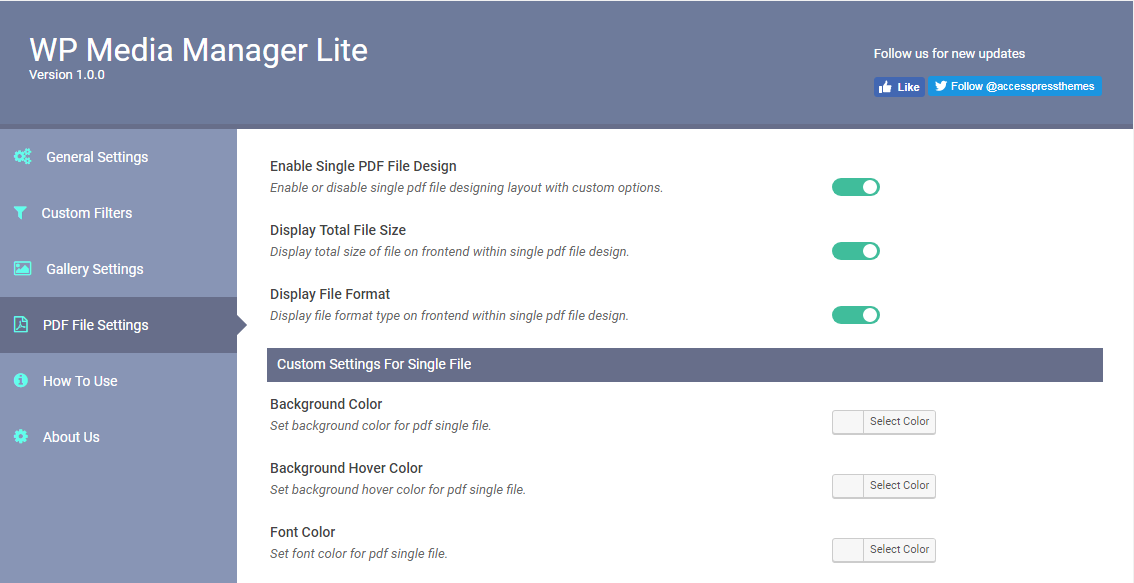 WP Media Manager Lite
Version 1.0.0
Follow us for new updates
Like
Follow @accesspressthemes
General Settings
Custom Filters
Gallery Settings
PDF File Settings
How To Use
About Us
Enable Single PDF File Design
Enable or disable single pdf file designing layout with custom options.
Display Total File Size
Display total size of file on frontend within single pdf file design.
Display File Format
Display file format type on frontend within single pdf file design.
Custom Settings For Single File
Background Color
Set background color for pdf single file.
Select Color
Background Hover Color
Set background hover color for pdf single file.
Select Color
Font Color
Set font color for pdf single file.
Select Color